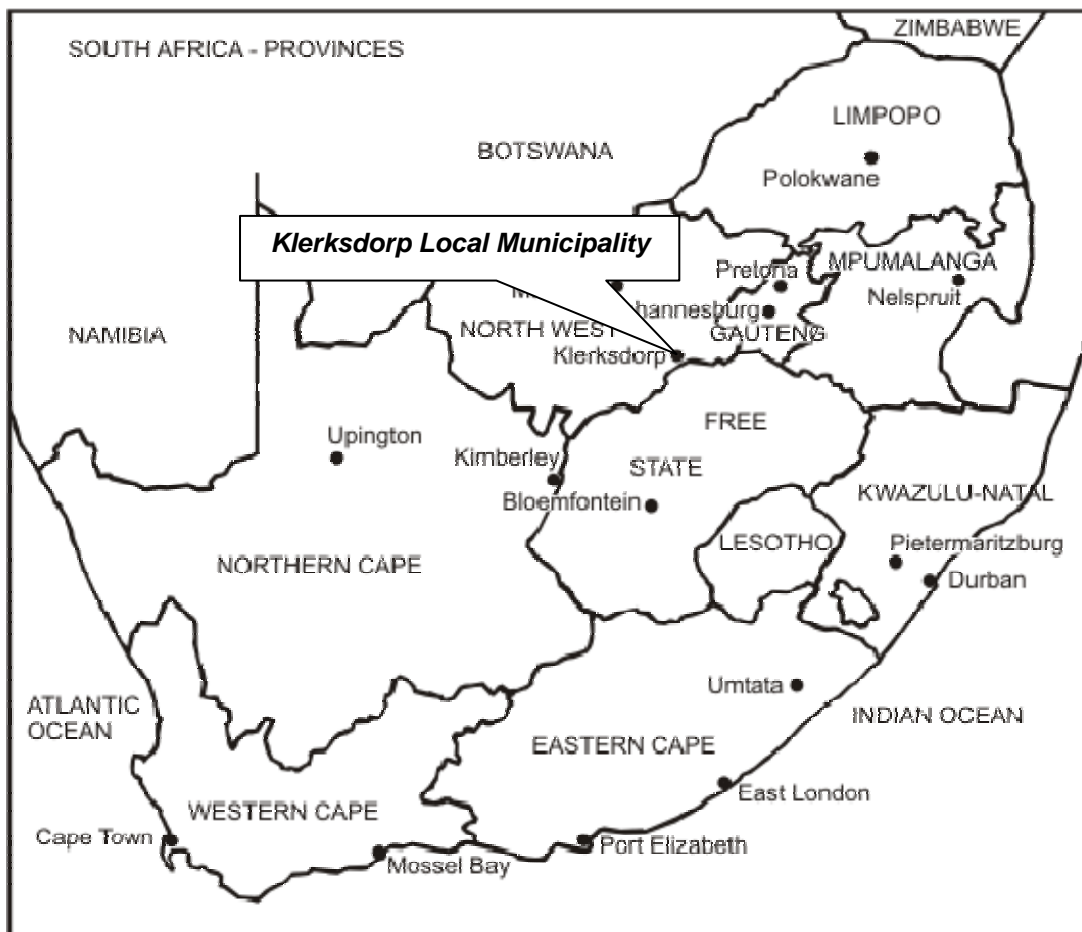 ZIMBABWE
SOUTH AFRICA - PROVINCES
LIMPOPO
BOTSWANA
Polokwane
Klerksdorp Local Municipality
MPUMALANGA
Pretoria
Nelspruit
hannesburg
NAMIBIA
NORTH WEST
GAUTENG
Klerksdorp
FREE
STATE
Upington
Kimberley
Bloemfontein
KWAZULU-NATAL
LESOTHO
Pietermaritzburg
NORTHERN CAPE
Durban
Umtata
ATLANTIC
OCEAN
INDIAN OCEAN
EASTERN CAPE
East London
WESTERN CAPE
Cape Town
Port Elizabeth
Mossel Bay